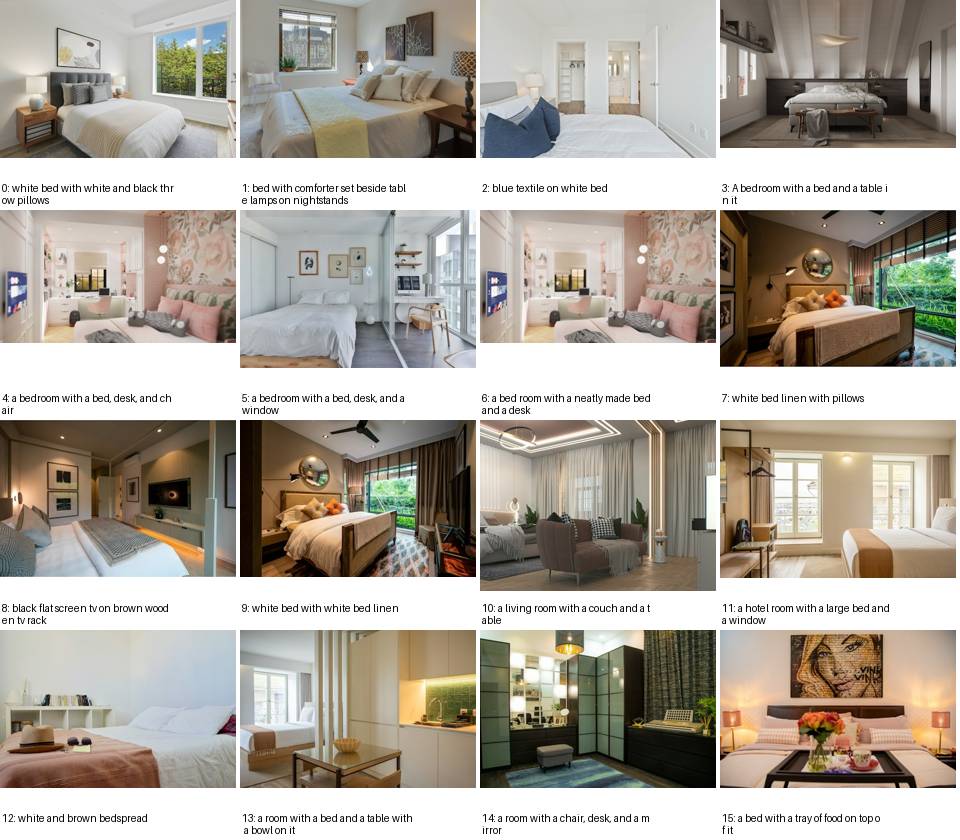 0: white bed with white and black thr
ow pillows
1: bed with comforter set beside tabl
e lamps on nightstands
2: blue textile on white bed
3: A bedroom with a bed and a table i
n it
4: a bedroom with a bed, desk, and ch
air
5: a bedroom with a bed, desk, and a
window
6: a bed room with a neatly made bed
and a desk
7: white bed linen with pillows
8: black flatscreen tv on brown wood
en tv rack
9: white bed with white bed linen
10: a living room with a couch and a t
able
11: a hotel room with a large bed and
a window
12: white and brown bedspread
13: a room with a bed and a table with
a bowl on it
14: a room with a chair, desk, and a m
irror
VINI
VIN
15: a bed with a tray of food on top o
f it